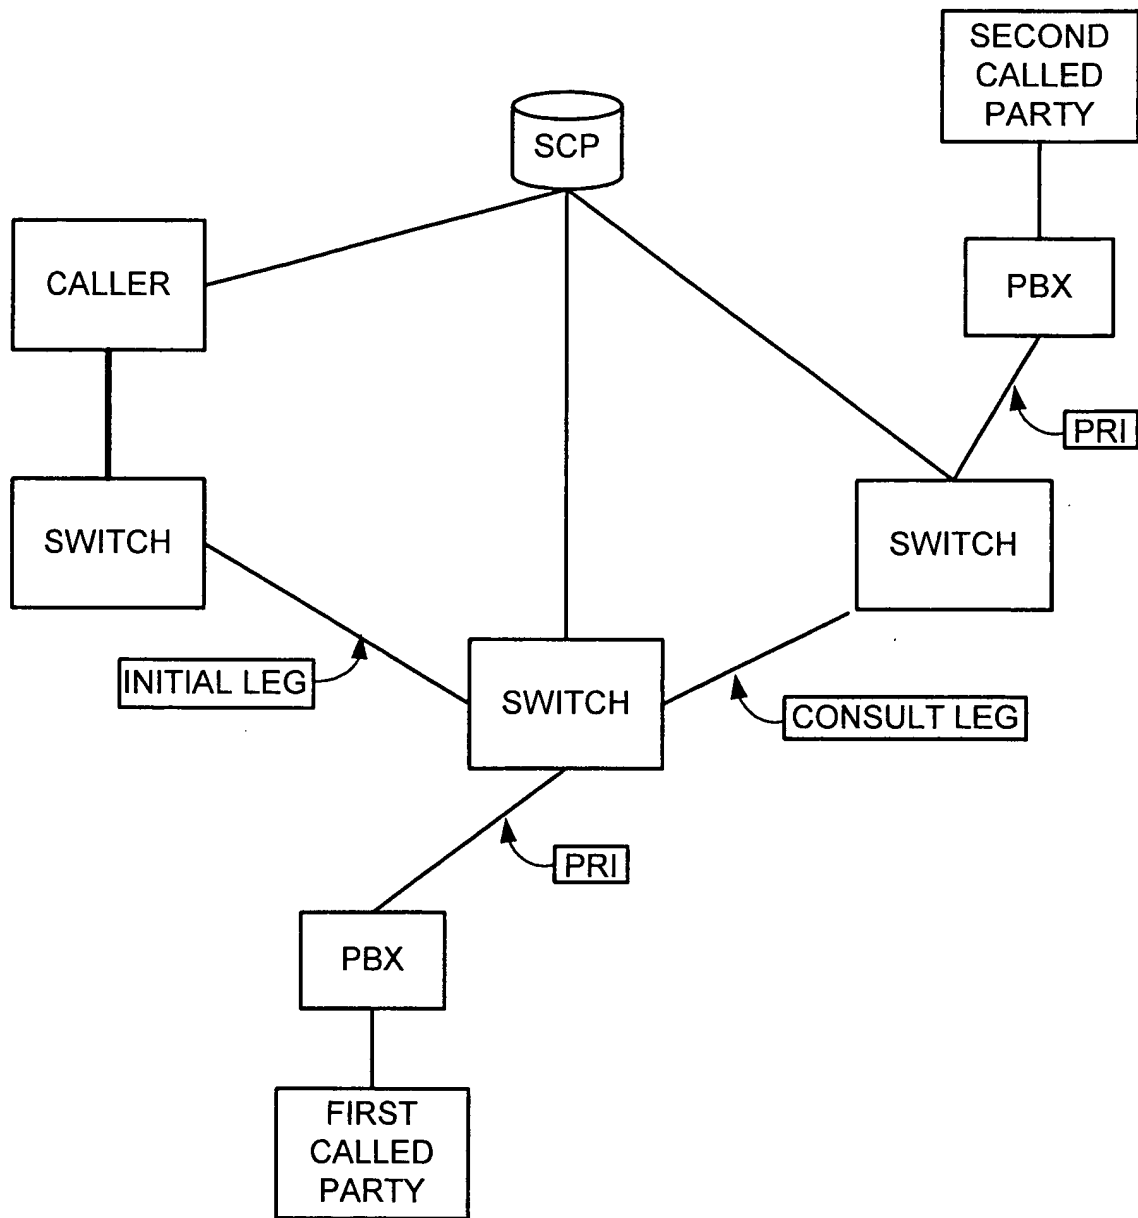 SECOND
CALLED
PARTY
SCP
CALLER
PBX
PRI
SWITCH
SWITCH
INITIAL LEG
SWITCH
CONSULT LEG
PRI
PBX
FIRST
CALLED
PARTY